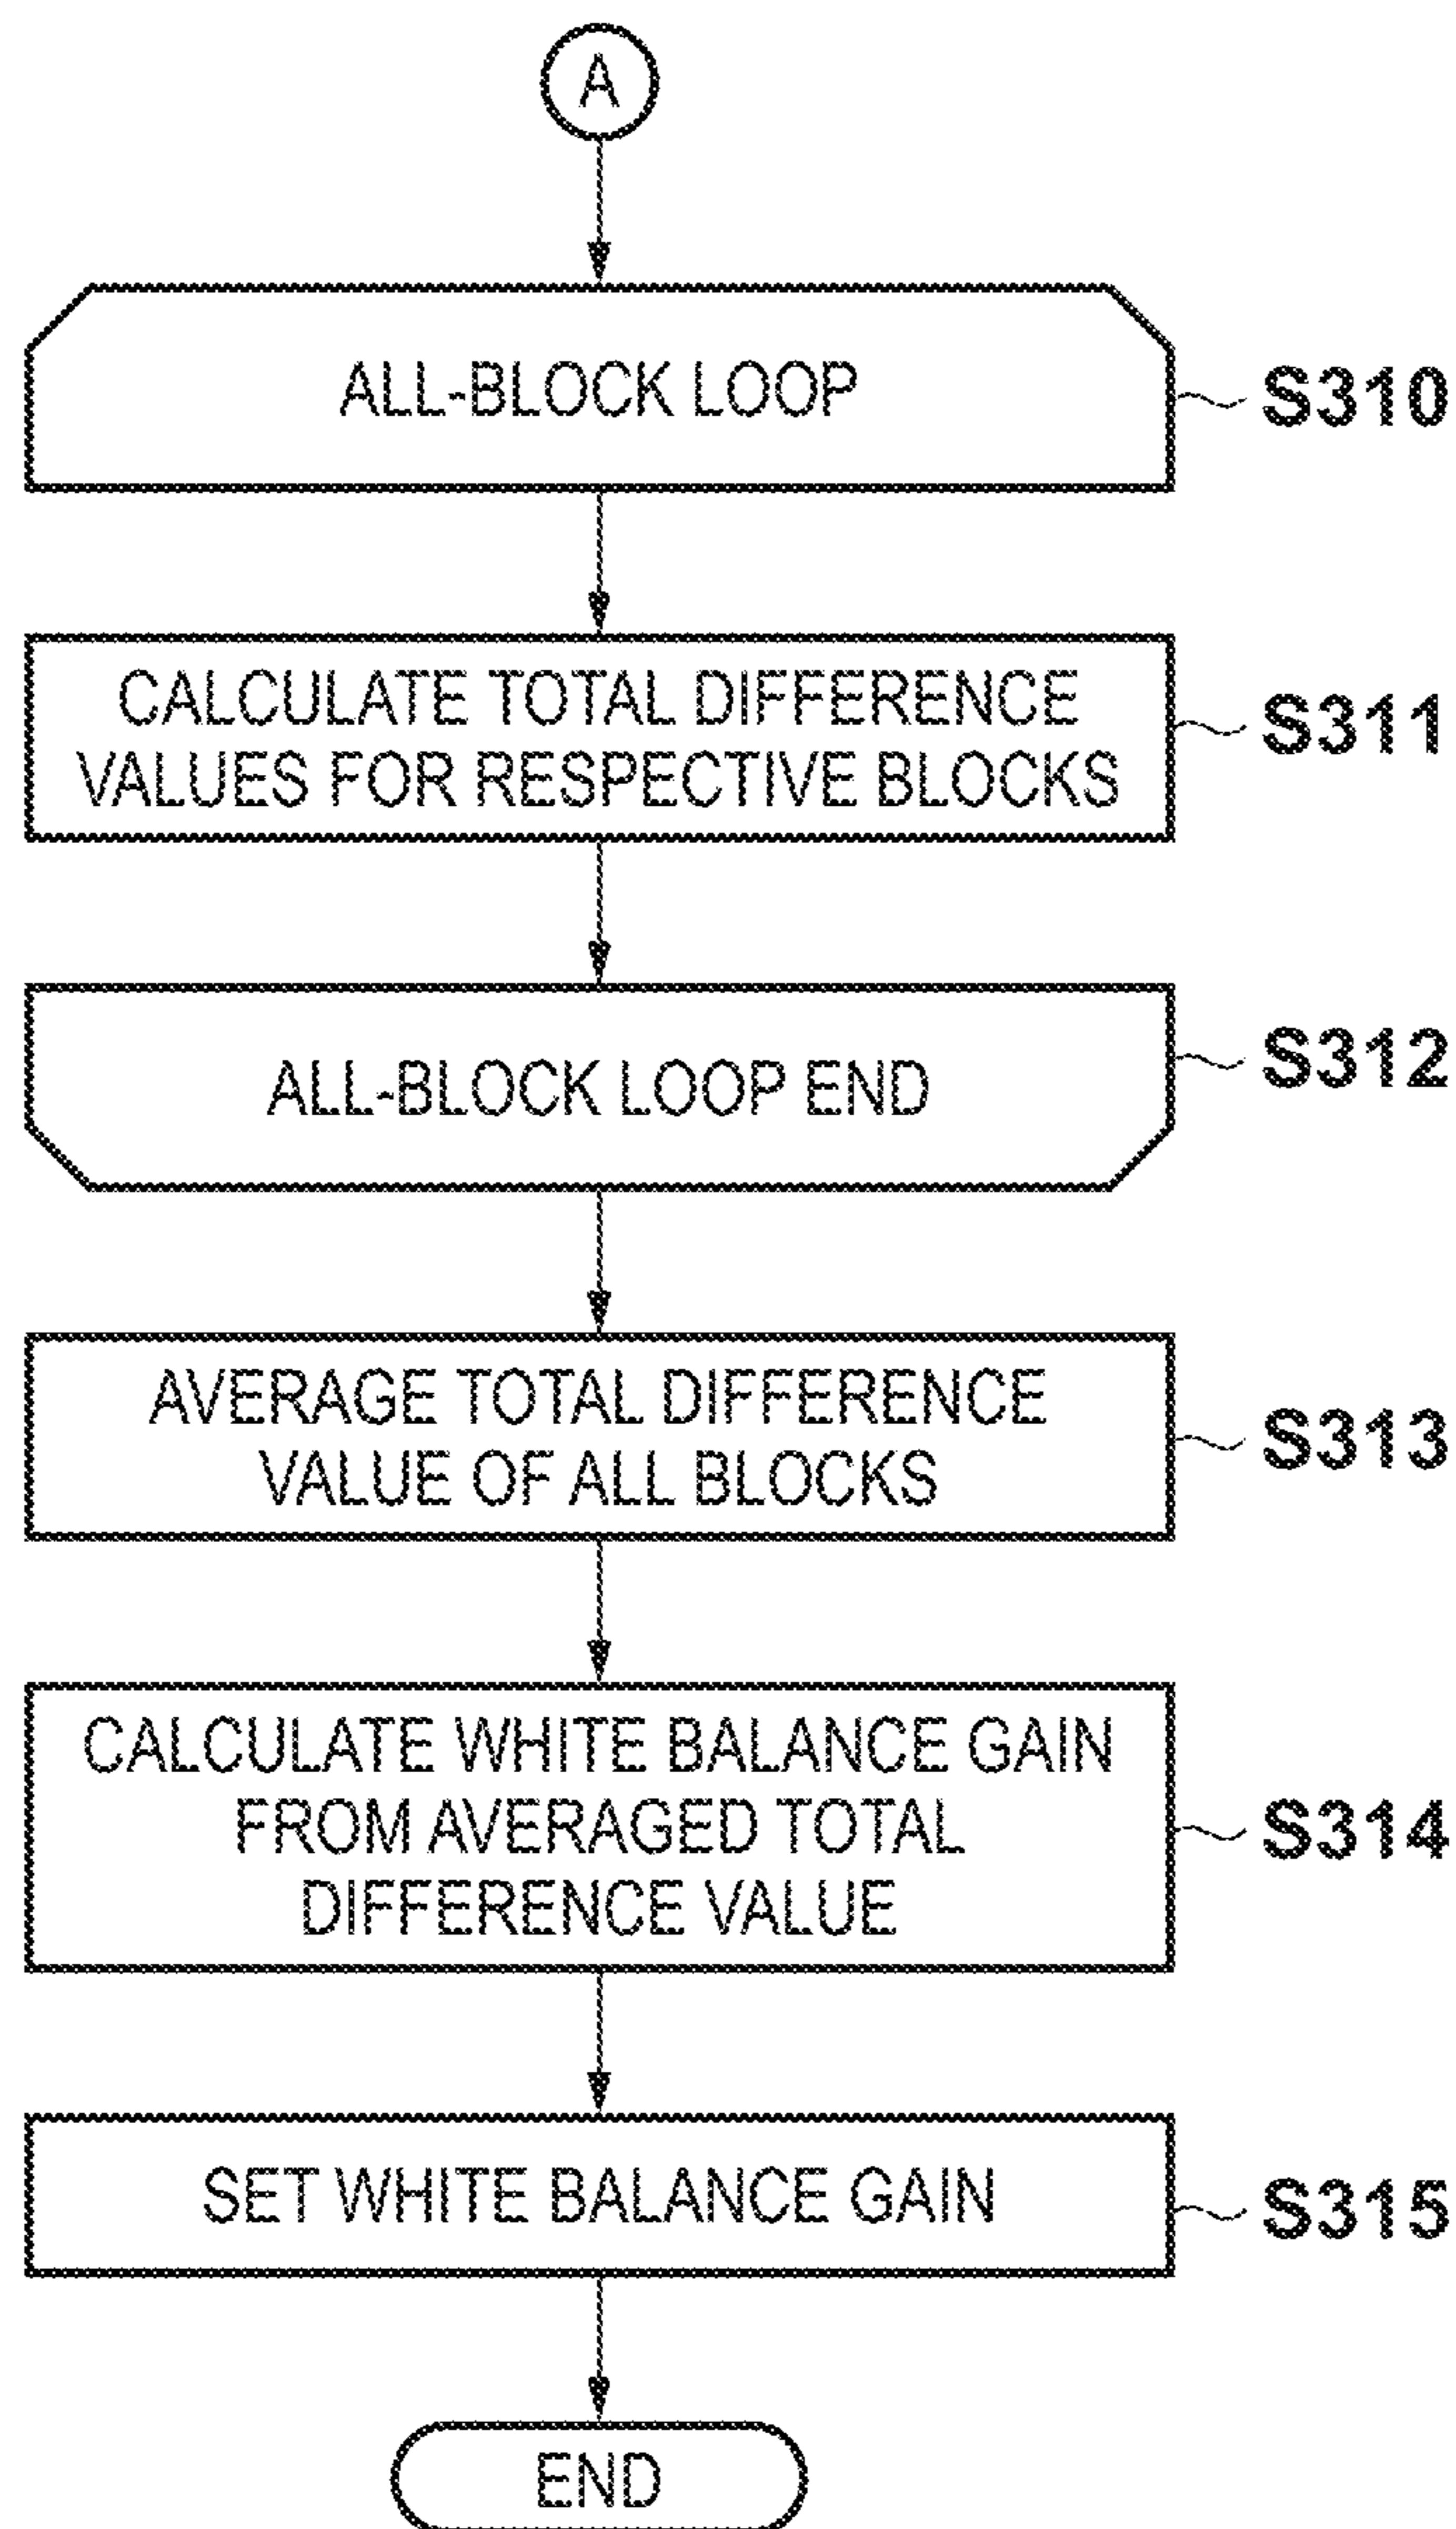 A
ALL-BLOCK LOOP
S310
CALCULATE TOTAL DIFFERENCE
VALUES FOR RESPECTIVE BLOCKS
S311
ALL-BLOCK LOOP END
S312
AVERAGE TOTAL DIFFERENCE
VALUE OF ALL BLOCKS
S313
CALCULATE WHITE BALANCE GAIN
FROM AVERAGED TOTAL
DIFFERENCE VALUE
S314
SET WHITE BALANCE GAIN
S315
END